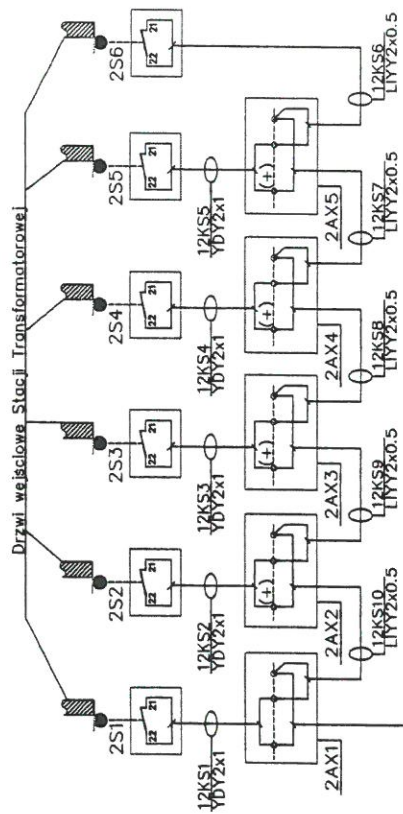 Drzwi wejsciowe Stacji Transformatorowej
2S1
2S2
2S3
2S4
2S5
2S6
22 21
22 21
22 21
22 21
22 21
22 21
12KS1
YDY2x1
12KS2
YDY2x1
12KS3
YDY2x1
12KS4
YDY2x1
12KS5
YDY2x1
(+)
(+)
(+)
(+)
2AX1
2AX2
2AX3
2AX4
2AX5
12KS10
LIYY2x0.5
12KS9
LIYY2x0.5
12KS8
LIYY2x0.5
12KS7
LIYY2x0.5
12KS6
LIYY2x0.5